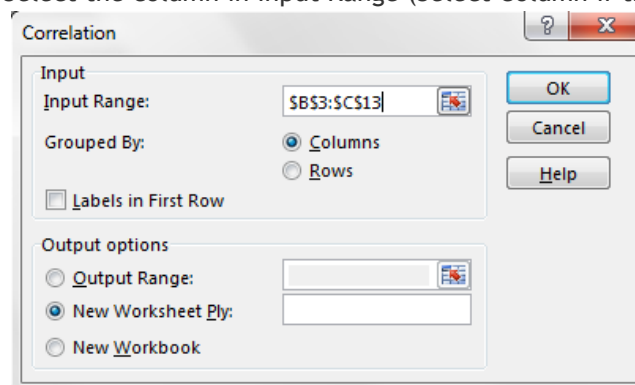 Correlation
?
X
Input
Input Range: $B$3:$C$13
OK
Grouped By: Columns
Cancel
Rows
Help
Labels in First Row
Output options
Output Range:
New Worksheet Ply:
New Workbook